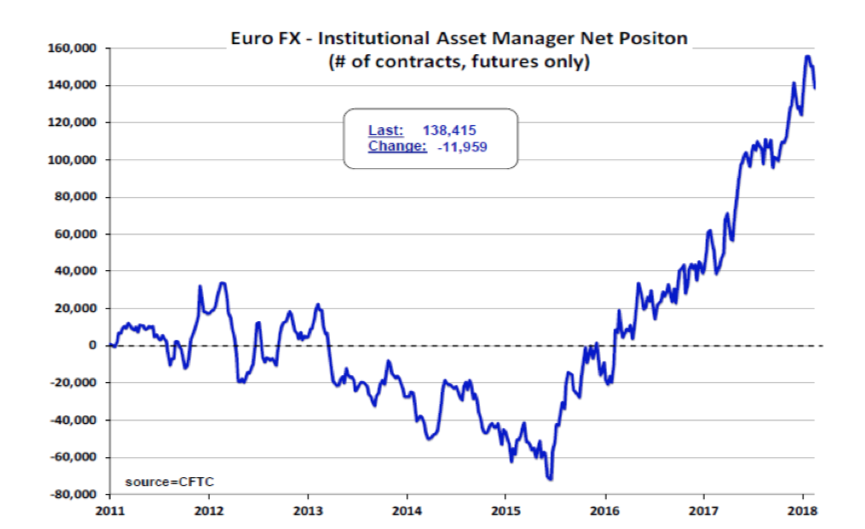 Euro FX - Institutional Asset Manager Net Positon
(# of contracts, futures only)
160,000
140,000
120,000
100,000
80,000
60,000
40,000
20,000
0
-20,000
-40,000
-60,000
-80,000
Last: 138,415
Change: -11,959
source=CFTC
2011 2012 2013 2014 2015 2016 2017 2018